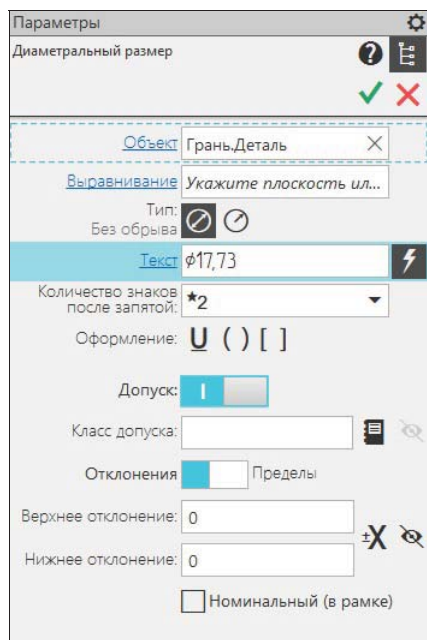 Параметры
Диаметральный размер
Объект Грань.Деталь
Выравнивание Укажите плоскость ил...
Тип:
Без обрыва
Текст ϕ17,73
Количество знаков
после запятой: *2
Оформление: U ( ) [ ]
Допуск: I
Класс допуска:
Отклонения Пределы
Верхнее отклонение: 0
±X
Нижнее отклонение: 0
Номинальный (в рамке)